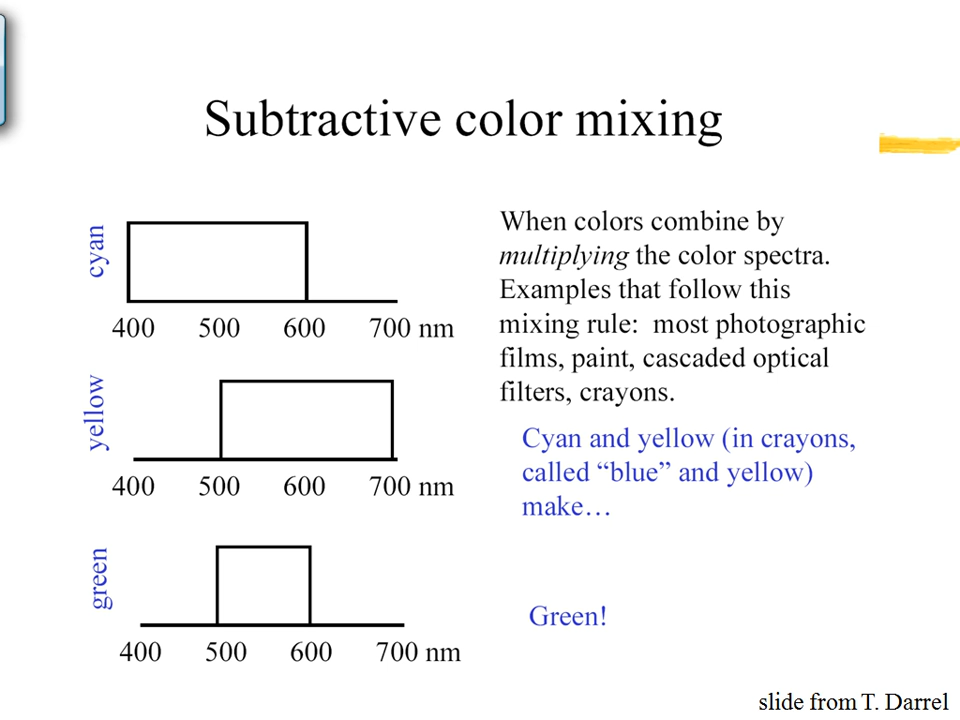 Subtractive color mixing
cyan
400 500 600 700 nm
yellow
400 500 600 700 nm
green
400 500 600 700 nm
When colors combine by
multiplying the color spectra.
Examples that follow this
mixing rule: most photographic
films, paint, cascaded optical
filters, crayons.
Cyan and yellow (in crayons,
called “blue” and yellow)
make…
Green!
slide from T. Darrel